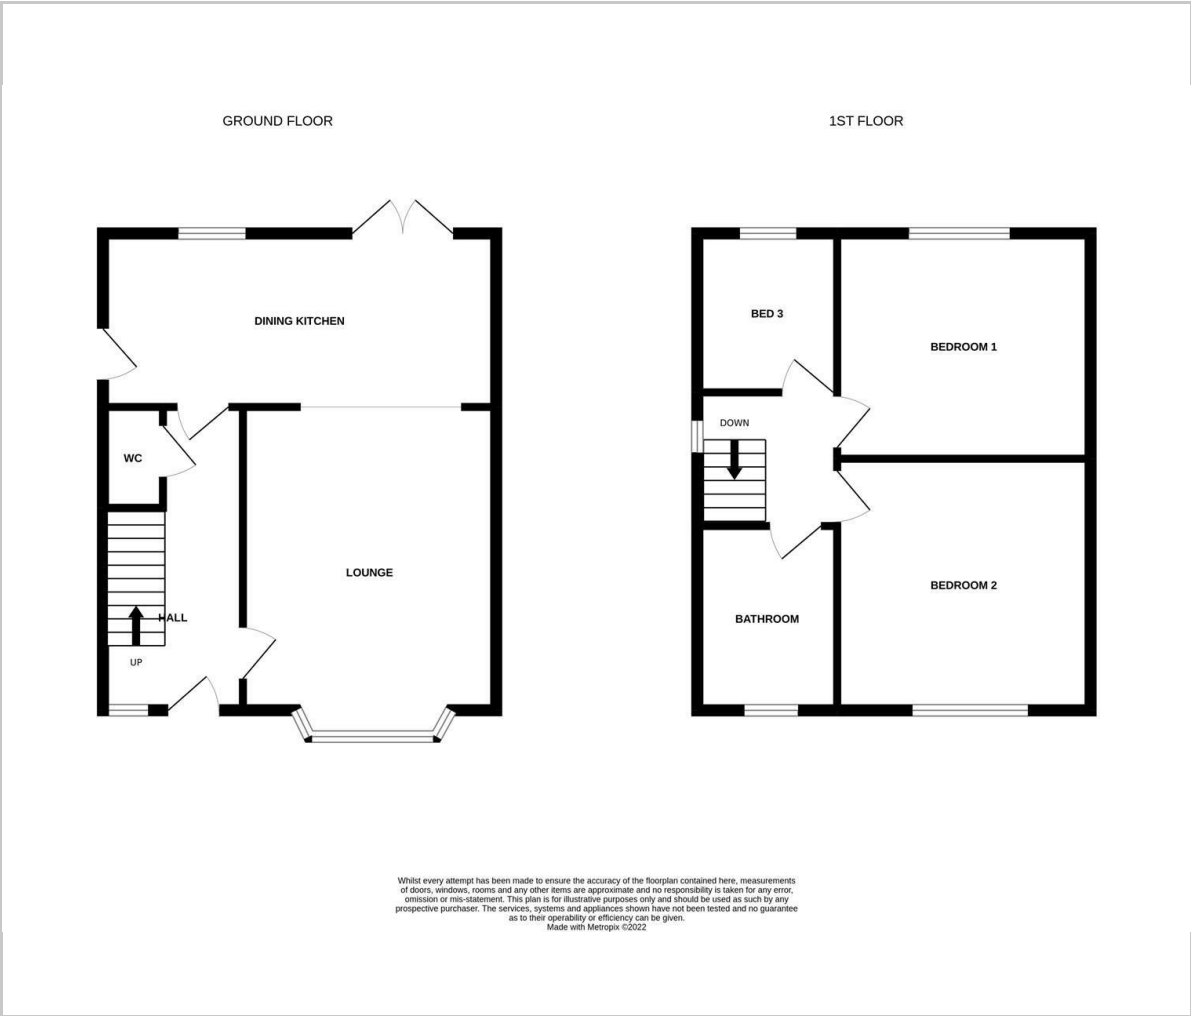 GROUND FLOOR
1ST FLOOR
DINING KITCHEN
WC
LOUNGE
HALL
UP
BED 3
BEDROOM 1
DOWN
BEDROOM 2
BATHROOM
Whilst every attempt has been made to ensure the accuracy of the floorplan contained here, measurements
of doors, windows, rooms and any other items are approximate and no responsibility is taken for any error,
omission or mis-statement. This plan is for illustrative purposes only and should be used as such by any
prospective purchaser. The services, systems and appliances shown have not been tested and no guarantee
as to their operability or efficiency can be given.
Made with Metropix ©2022